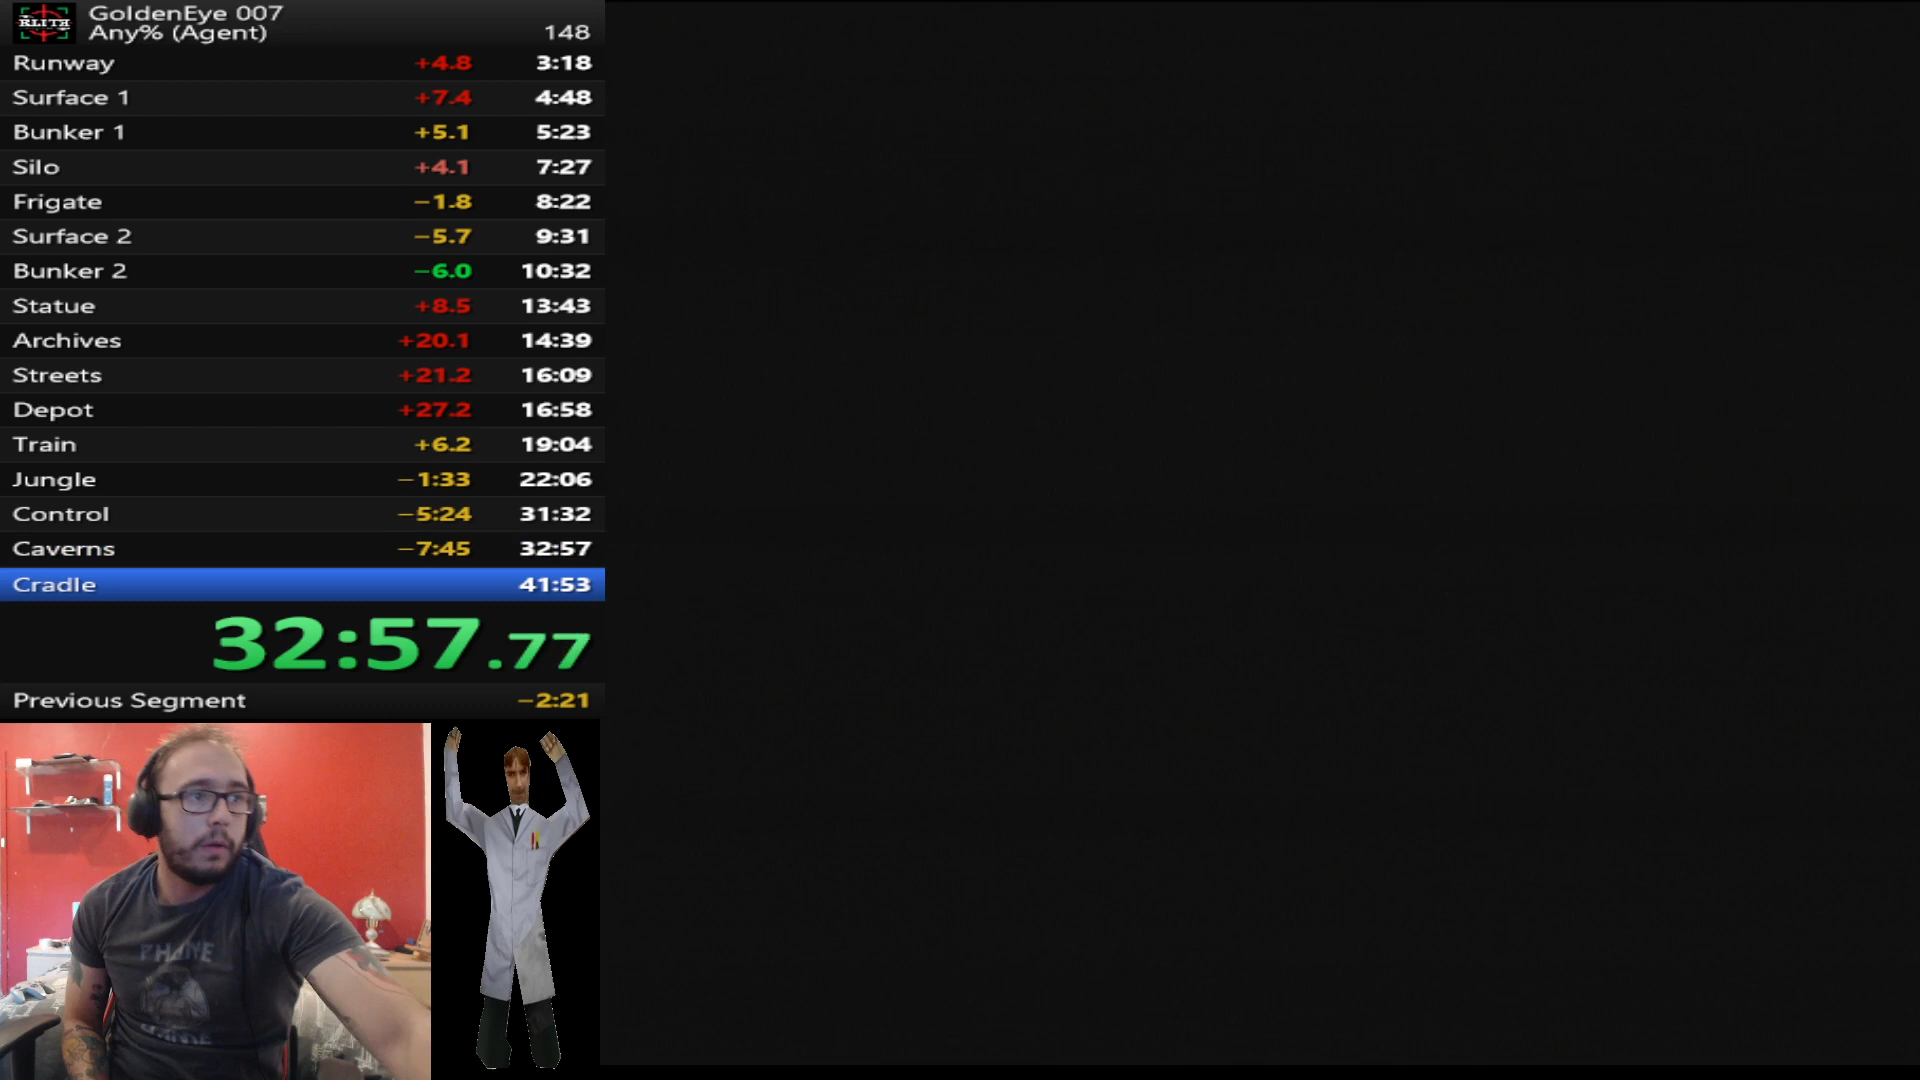 RLITH
GoldenEye 007
Any% (Agent) 148
Runway +4.8 3:18
Surface 1 +7.4 4:48
Bunker 1 +5.1 5:23
Silo +4.1 7:27
Frigate −1.8 8:22
Surface 2 −5.7 9:31
Bunker 2 −6.0 10:32
Statue +8.5 13:43
Archives +20.1 14:39
Streets +21.2 16:09
Depot +27.2 16:58
Train +6.2 19:04
Jungle −1:33 22:06
Control −5:24 31:32
Caverns −7:45 32:57
Cradle 41:53
32:57.77
Previous Segment −2:21